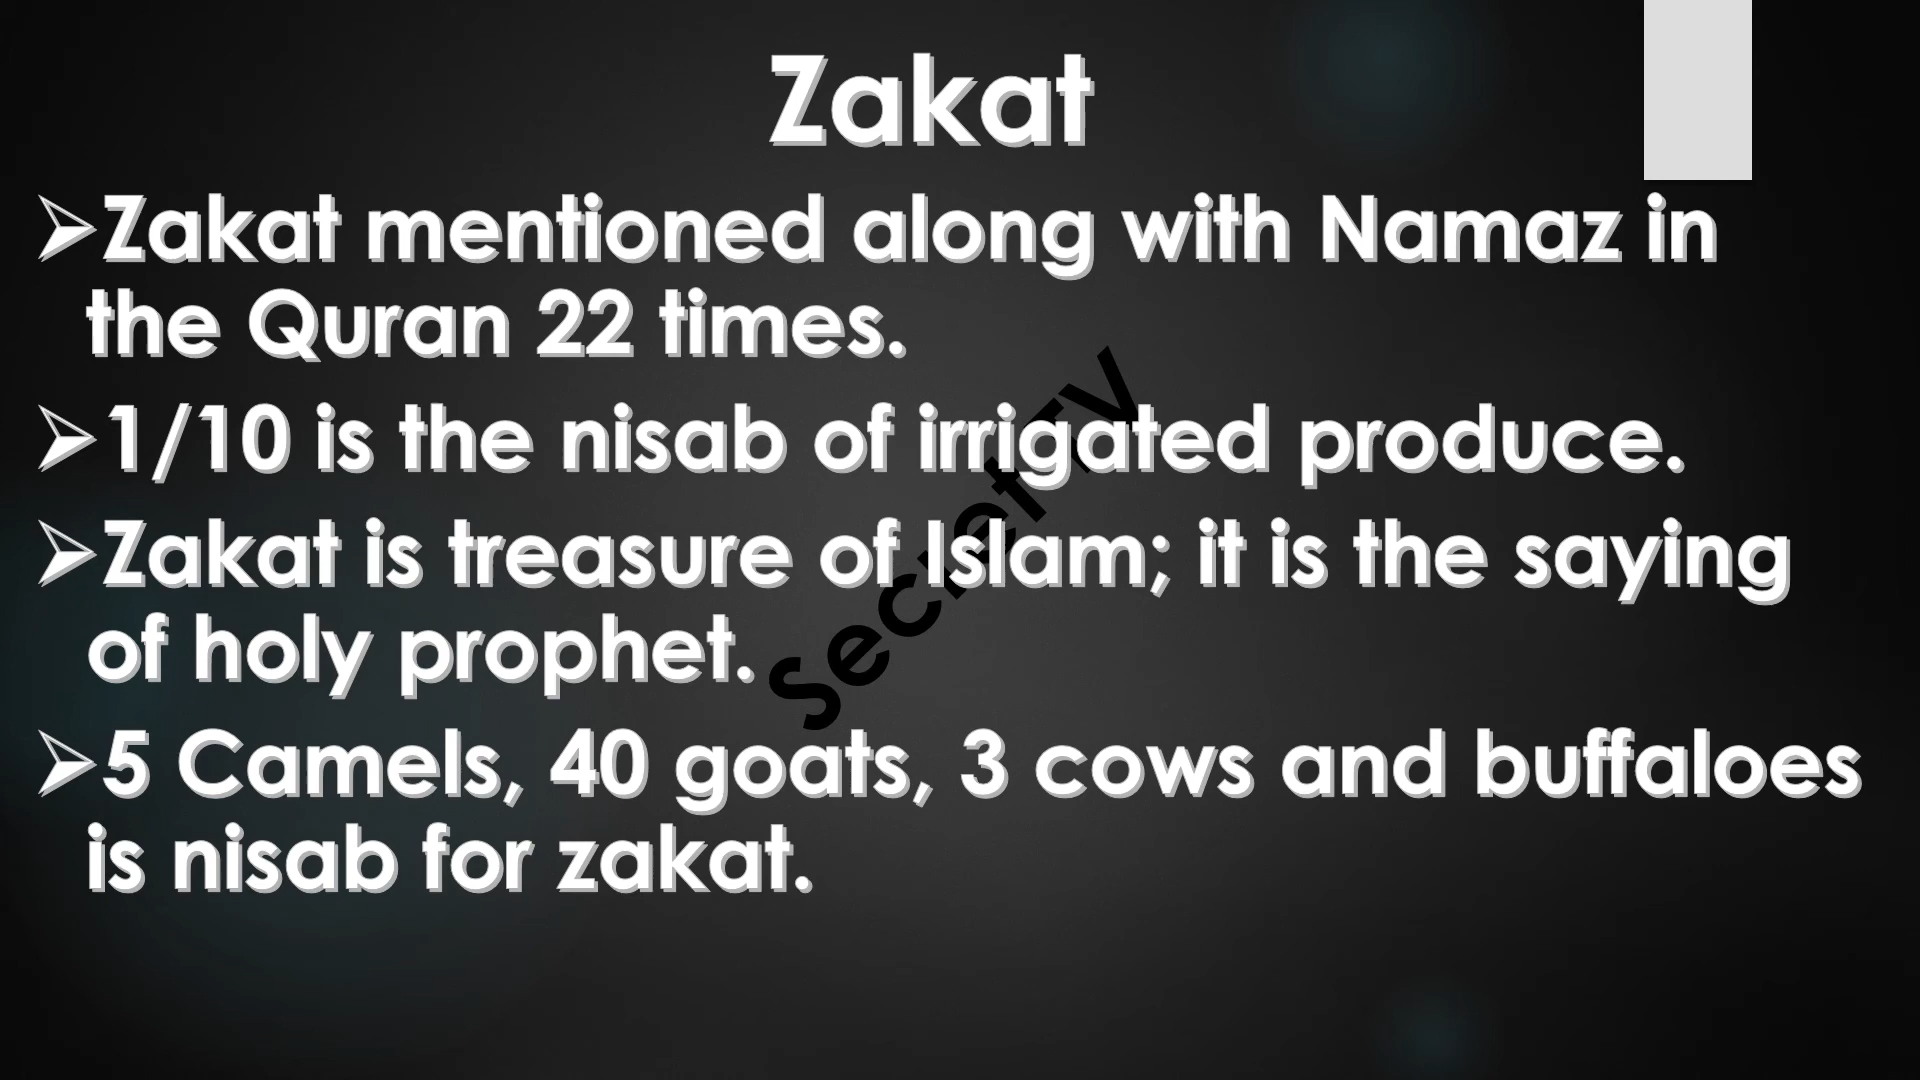 Zakat
➢Zakat mentioned along with Namaz in
the Quran 22 times.
➢1/10 is the nisab of irrigated produce.
➢Zakat is treasure of Islam; it is the saying
of holy prophet.
➢5 Camels, 40 goats, 3 cows and buffaloes
is nisab for zakat.
Secret TV